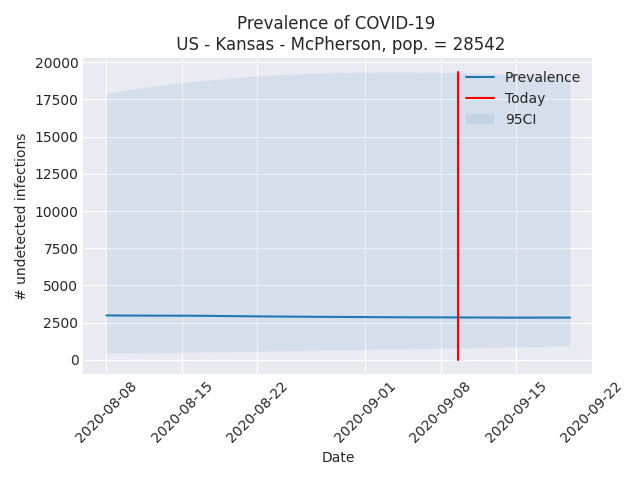 Prevalence of COVID-19
US - Kansas - McPherson, pop. = 28542
20000
17500
15000
12500
10000
7500
5000
2500
0
# undetected infections
Prevalence
Today
95CI
2020-08-08
2020-08-15
2020-08-22
2020-09-01
2020-09-08
2020-09-15
2020-09-22
Date